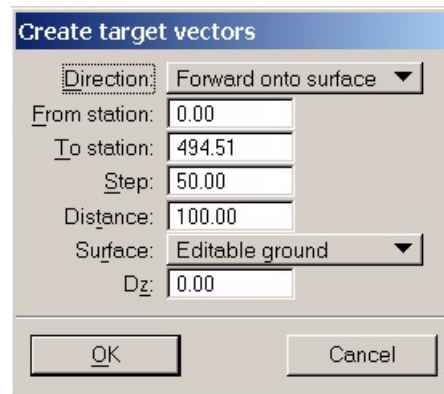 Create target vectors
Direction: Forward onto surface
From station: 0.00
To station: 494.51
Step: 50.00
Distance: 100.00
Surface: Editable ground
Dz: 0.00
OK Cancel